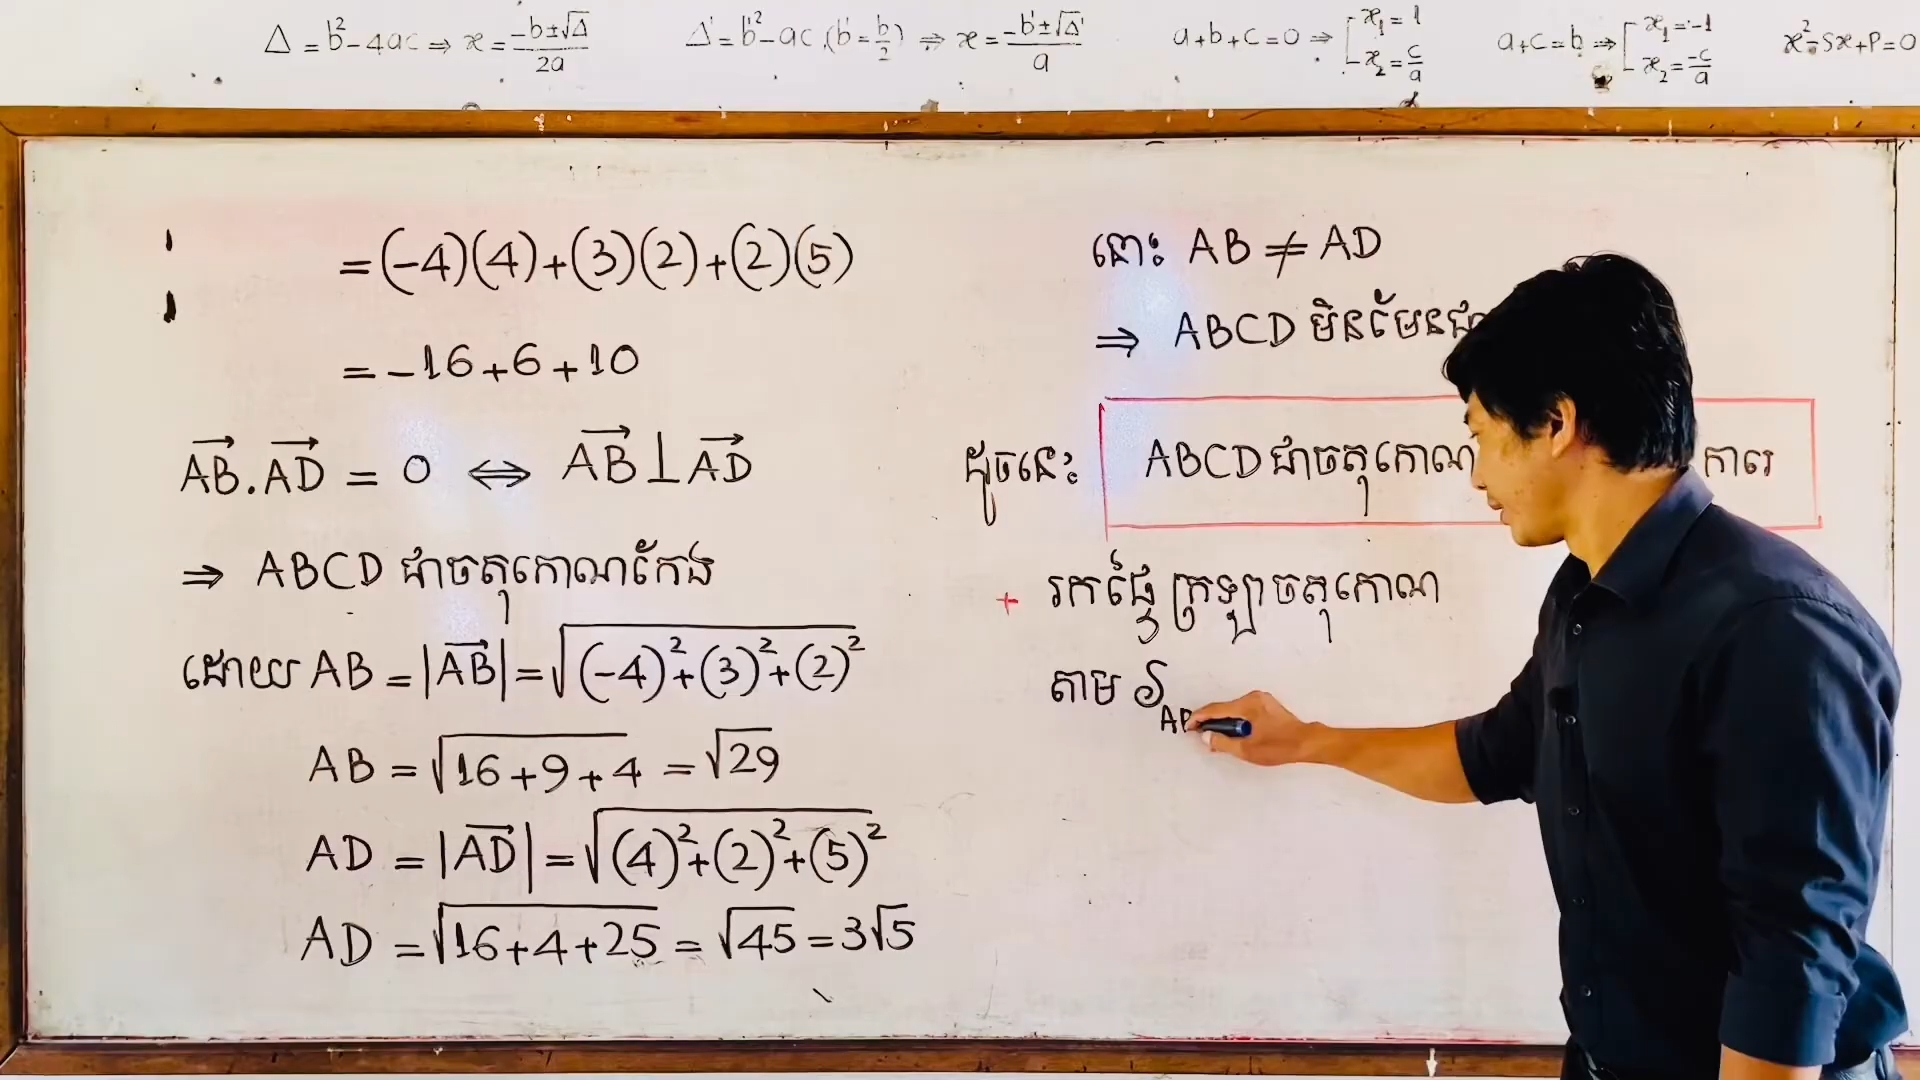 Δ = b² - 4ac ⇒ x = (-b ± √Δ)/2a
Δ' = b'² - ac, (b' = b/2) ⇒ x = (-b' ± √Δ')/a
a + b + c = 0 ⇒ [ x₁ = 1
x₂ = c/a
a + c = b ⇒ [ x₁ = -1
x₂ = -c/a
x² - Sx + P = 0
= (-4)(4) + (3)(2) + (2)(5)
= -16 + 6 + 10
AB⃗ . AD⃗ = 0 ⇔ AB⃗ ⊥ AD⃗
⇒ ABCD ជាចតុកោណកែង
ដោយ AB = |AB⃗| = √((-4)² + (3)² + (2)²)
AB = √(16 + 9 + 4) = √29
AD = |AD⃗| = √((4)² + (2)² + (5)²)
AD = √(16 + 4 + 25) = √45 = 3√5
នោះ AB ≠ AD
⇒ ABCD មិនមែនជា
ដូចនេះ ABCD ជាចតុកោណ ការេ
+ រកផ្ទៃក្រឡាចតុកោណ
តាម